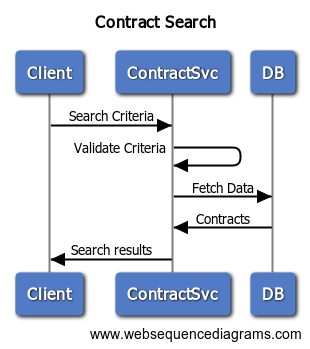 Contract Search
Client ContractSvc DB
Search Criteria
Validate Criteria
Fetch Data
Contracts
Search results
Client ContractSvc DB
www.websequencediagrams.com